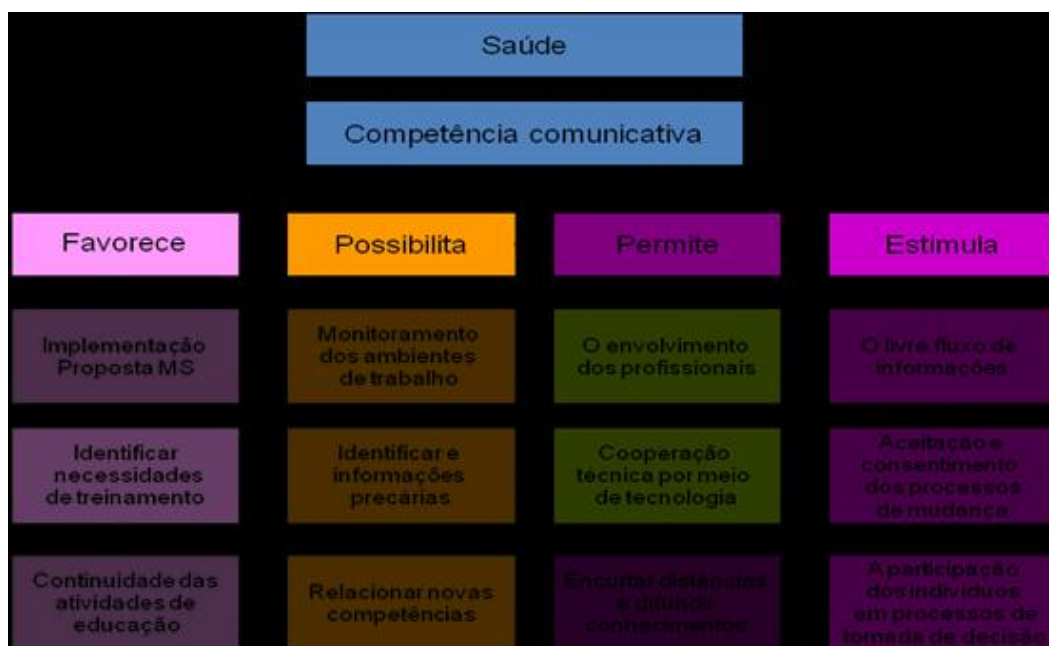 Saúde
Competência comunicativa
Favorece
Possibilita
Permite
Estimula
Implementação
Proposta MS
Monitoramento
dos ambientes
de trabalho
O envolvimento
dos profissionais
O livre fluxo de
informações
Identificar
necessidades
de treinamento
Identificar e
informações
precárias
Cooperação
técnica por meio
de tecnologia
Aceitação e
consentimento
dos processos
de mudança
Continuidade das
atividades de
educação
Relacionar novas
competências
Encurtar distâncias
e difundir
conhecimentos
A participação
dos indivíduos
em processos de
tomada de decisão